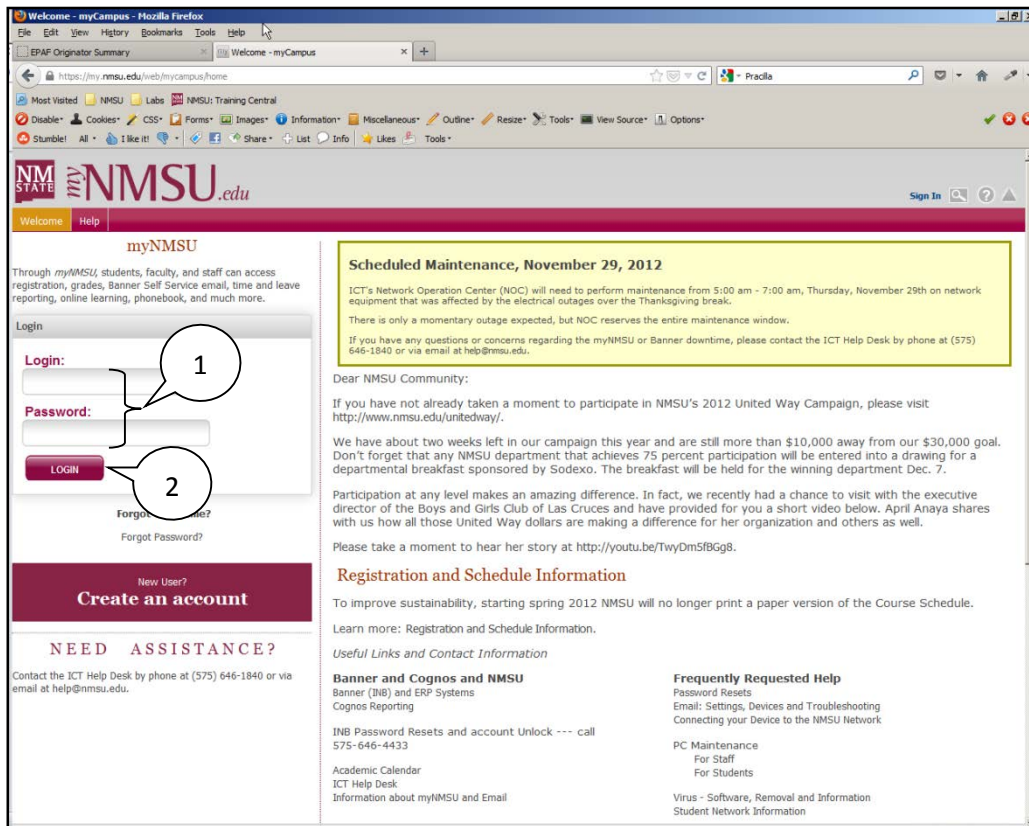 Welcome - myCampus - Mozilla Firefox
File Edit View History Bookmarks Tools Help
EPAF Originator Summary
Welcome - myCampus
https://my.nmsu.edu/web/mycampus/home
Praclla
Most Visited NMSU Labs NMSU: Training Central
Disable Cookies CSS Forms Images Information Miscellaneous Outline Resize Tools View Source Options
Stumble! All I like it! Share List Info Likes Tools
NM STATE myNMSU.edu
Sign In
Welcome Help
myNMSU
Through myNMSU, students, faculty, and staff can access
registration, grades, Banner Self Service email, time and leave
reporting, online learning, phonebook, and much more.
Login
Login:
1
Password:
LOGIN
2
Forgot
Forgot Password?
New User?
Create an account
NEED ASSISTANCE?
Contact the ICT Help Desk by phone at (575) 646-1840 or via
email at help@nmsu.edu.
Scheduled Maintenance, November 29, 2012
ICT's Network Operation Center (NOC) will need to perform maintenance from 5:00 am - 7:00 am, Thursday, November 29th on network
equipment that was affected by the electrical outages over the Thanksgiving break.
There is only a momentary outage expected, but NOC reserves the entire maintenance window.
If you have any questions or concerns regarding the myNMSU or Banner downtime, please contact the ICT Help Desk by phone at (575)
646-1840 or via email at help@nmsu.edu.
Dear NMSU Community:
If you have not already taken a moment to participate in NMSU's 2012 United Way Campaign, please visit
http://www.nmsu.edu/unitedway/.
We have about two weeks left in our campaign this year and are still more than $10,000 away from our $30,000 goal.
Don't forget that any NMSU department that achieves 75 percent participation will be entered into a drawing for a
departmental breakfast sponsored by Sodexo. The breakfast will be held for the winning department Dec. 7.
Participation at any level makes an amazing difference. In fact, we recently had a chance to visit with the executive
director of the Boys and Girls Club of Las Cruces and have provided for you a short video below. April Anaya shares
with us how all those United Way dollars are making a difference for her organization and others as well.
Please take a moment to hear her story at http://youtu.be/TwyDm5fBGg8.
Registration and Schedule Information
To improve sustainability, starting spring 2012 NMSU will no longer print a paper version of the Course Schedule.
Learn more: Registration and Schedule Information.
Useful Links and Contact Information
Banner and Cognos and NMSU
Banner (INB) and ERP Systems
Cognos Reporting
INB Password Resets and account Unlock --- call
575-646-4433
Academic Calendar
ICT Help Desk
Information about myNMSU and Email
Frequently Requested Help
Password Resets
Email: Settings, Devices and Troubleshooting
Connecting your Device to the NMSU Network
PC Maintenance
For Staff
For Students
Virus - Software, Removal and Information
Student Network Information